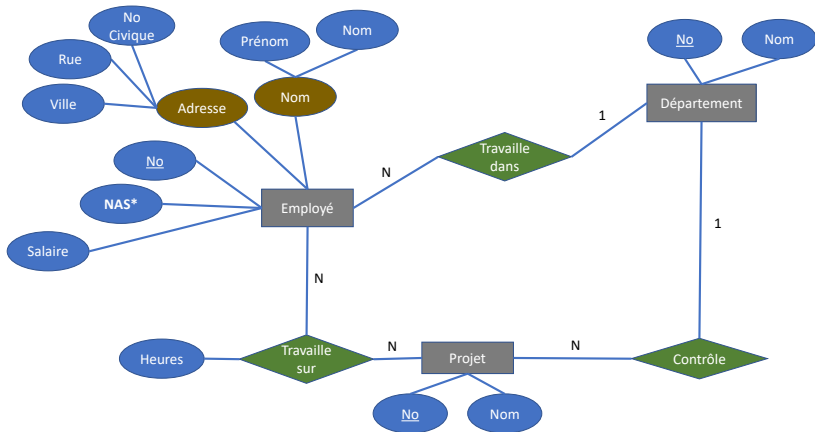 No
Civique
Prénom
Nom
No
Nom
Rue
Ville
Adresse
Nom
Département
1
Travaille
dans
No
N
NAS*
Employé
1
Salaire
N
Heures
Travaille
sur
N
Projet
N
Contrôle
No
Nom